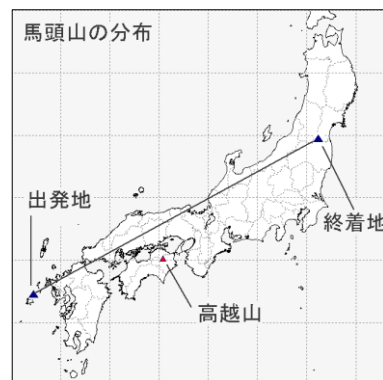 馬頭山の分布
出発地
終着地
高越山